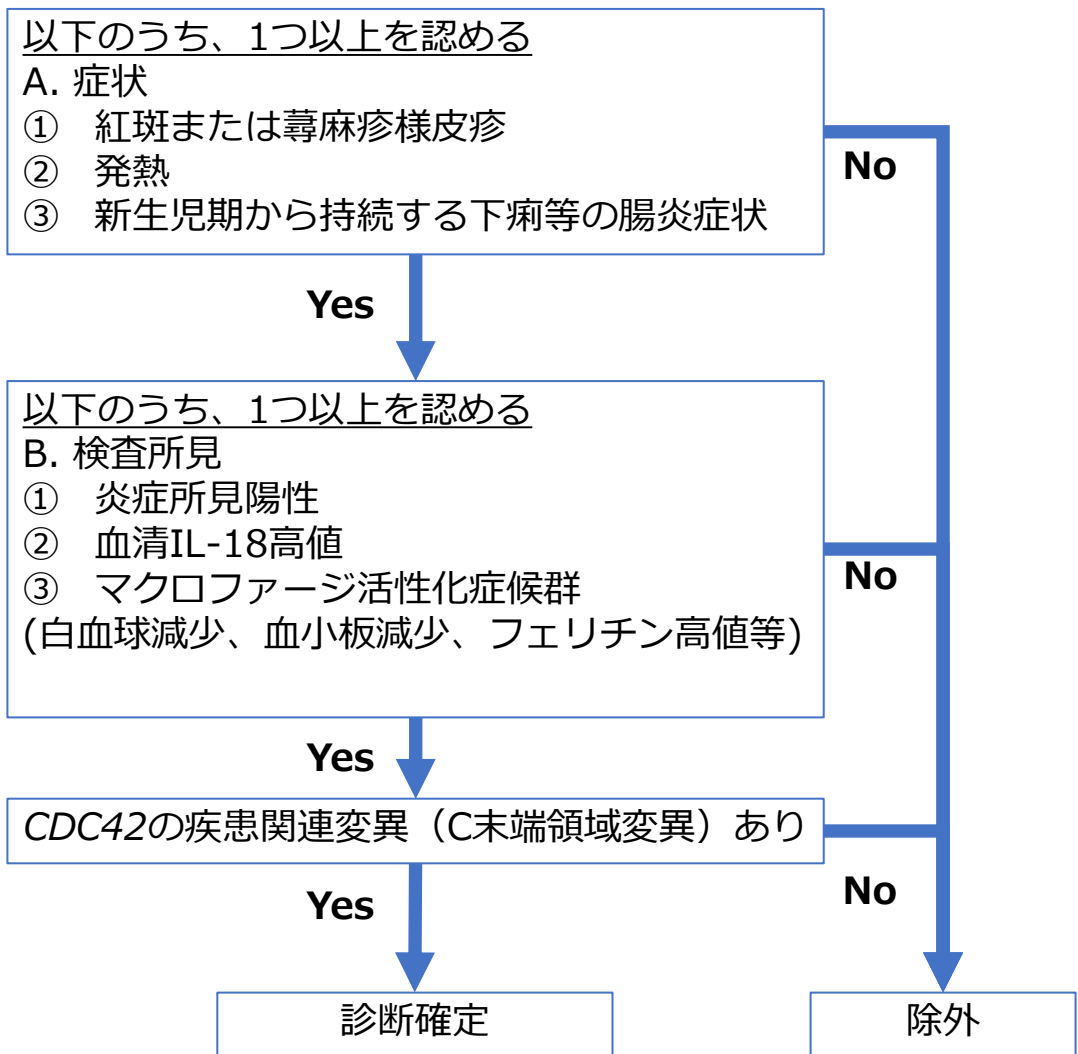 以下のうち、1つ以上を認める
A. 症状
①　紅斑または蕁麻疹様皮疹
②　発熱
③　新生児期から持続する下痢等の腸炎症状
No
Yes
以下のうち、1つ以上を認める
B. 検査所見
①　炎症所見陽性
②　血清IL-18高値
③　マクロファージ活性化症候群
(白血球減少、血小板減少、フェリチン高値等)
No
Yes
CDC42の疾患関連変異（C末端領域変異）あり
No
Yes
診断確定
除外